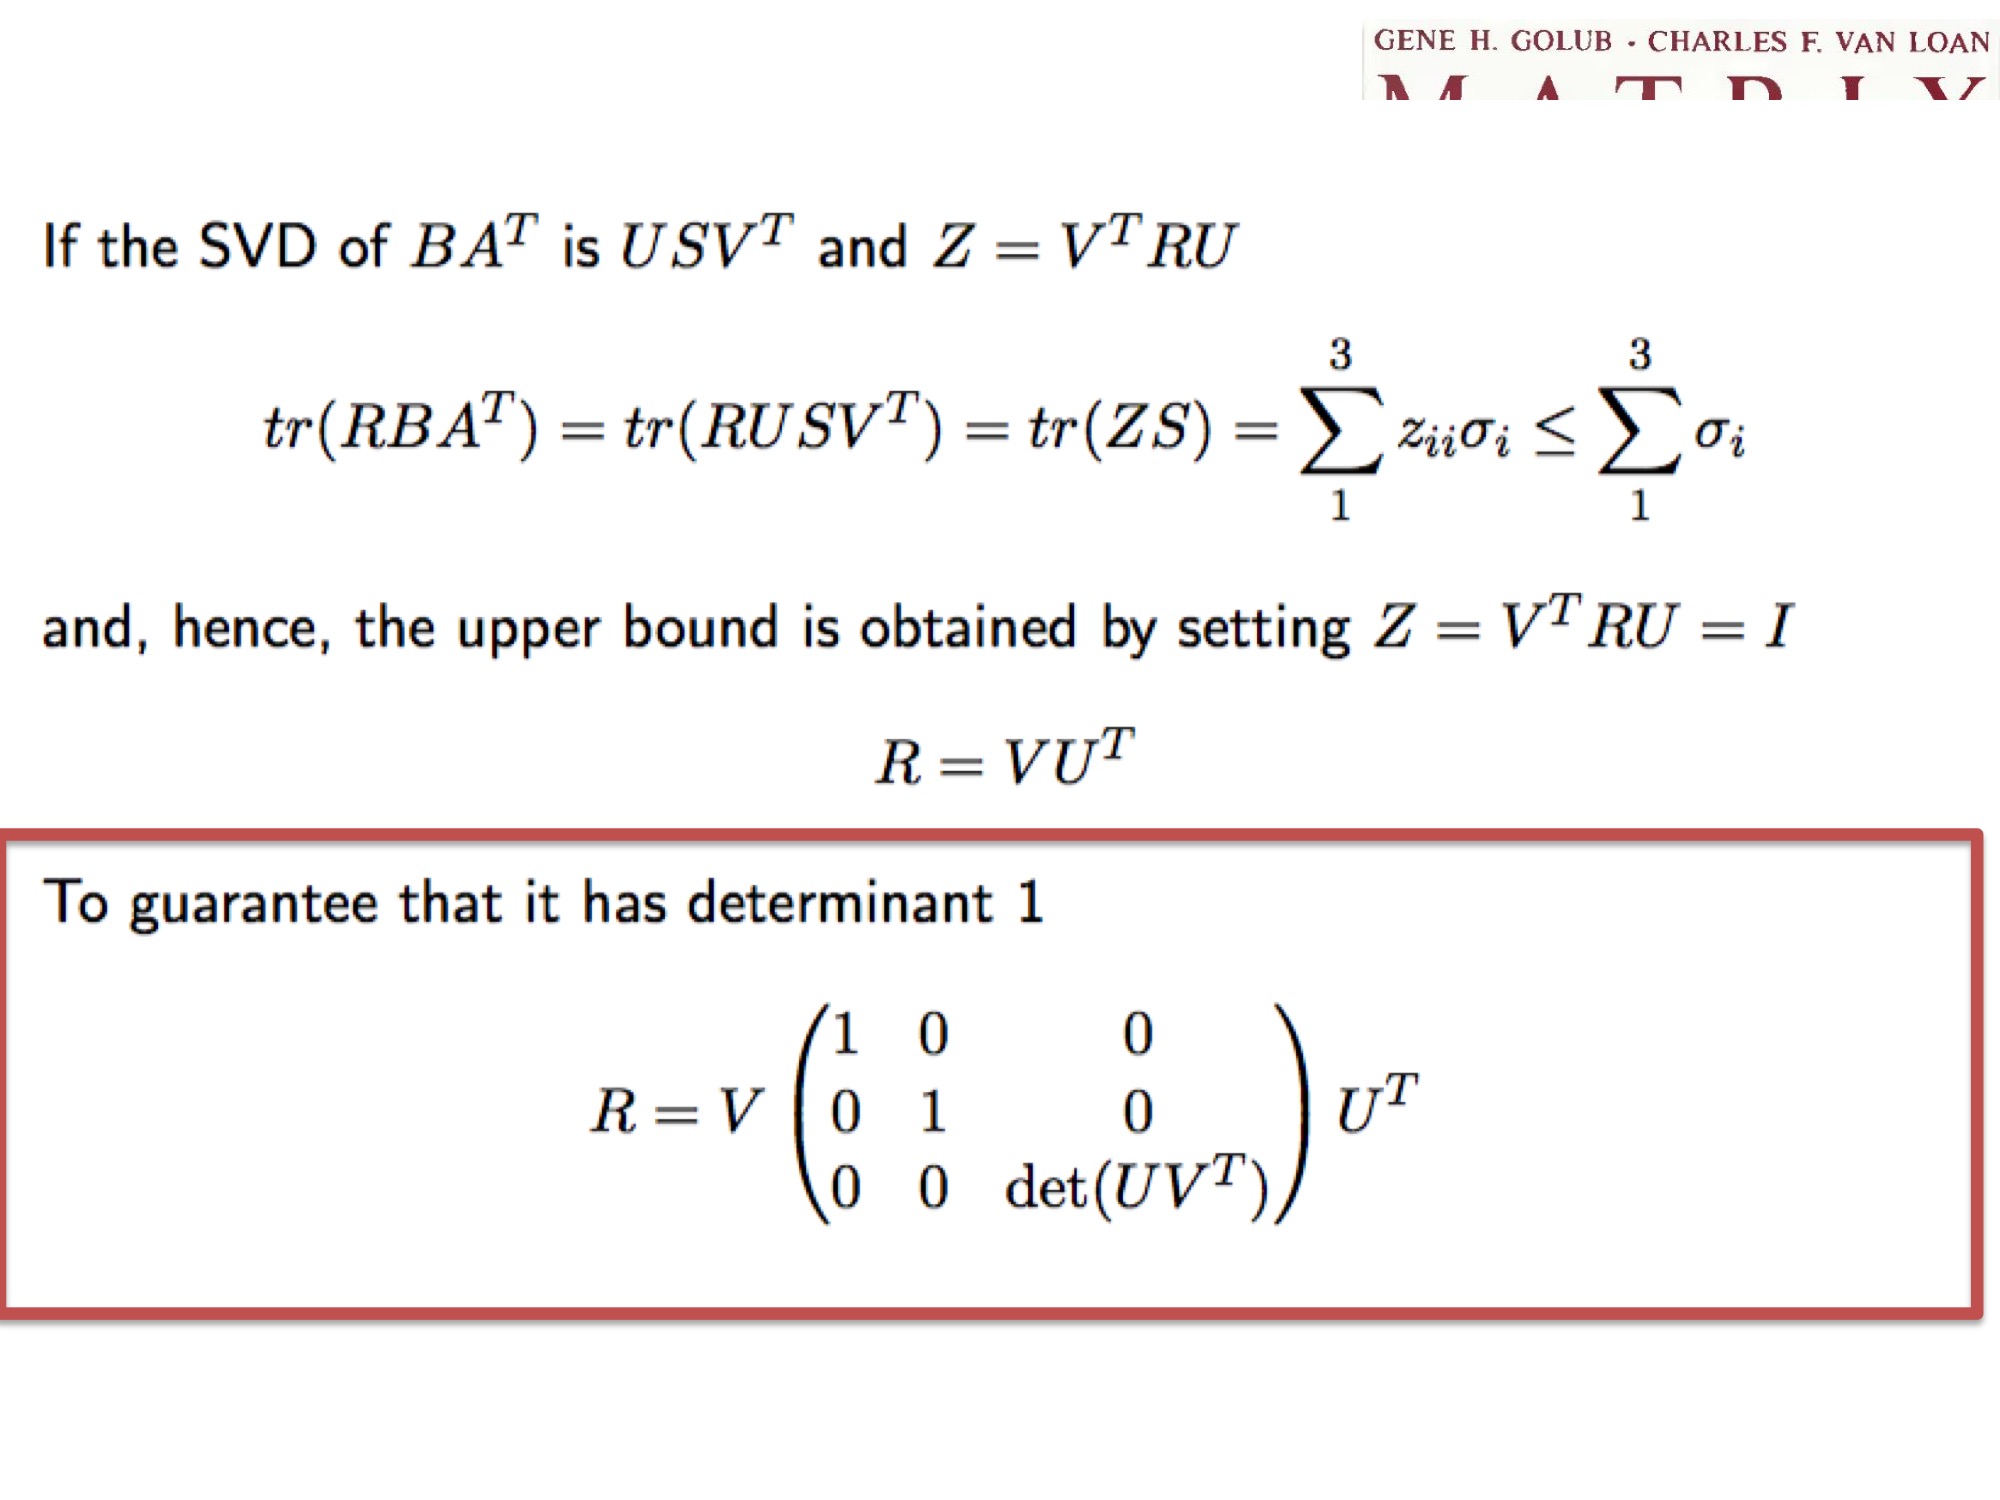 GENE H. GOLUB · CHARLES F. VAN LOAN
MATRIX
If the SVD of $BA^T$ is $USV^T$ and $Z = V^T RU$
$tr(RBA^T) = tr(RUSV^T) = tr(ZS) = \sum_1^3 z_{ii}\sigma_i \leq \sum_1^3 \sigma_i$
and, hence, the upper bound is obtained by setting $Z = V^T RU = I$
$R = VU^T$
To guarantee that it has determinant 1
$R = V \begin{pmatrix} 1 & 0 & 0 \\ 0 & 1 & 0 \\ 0 & 0 & \det(UV^T) \end{pmatrix} U^T$